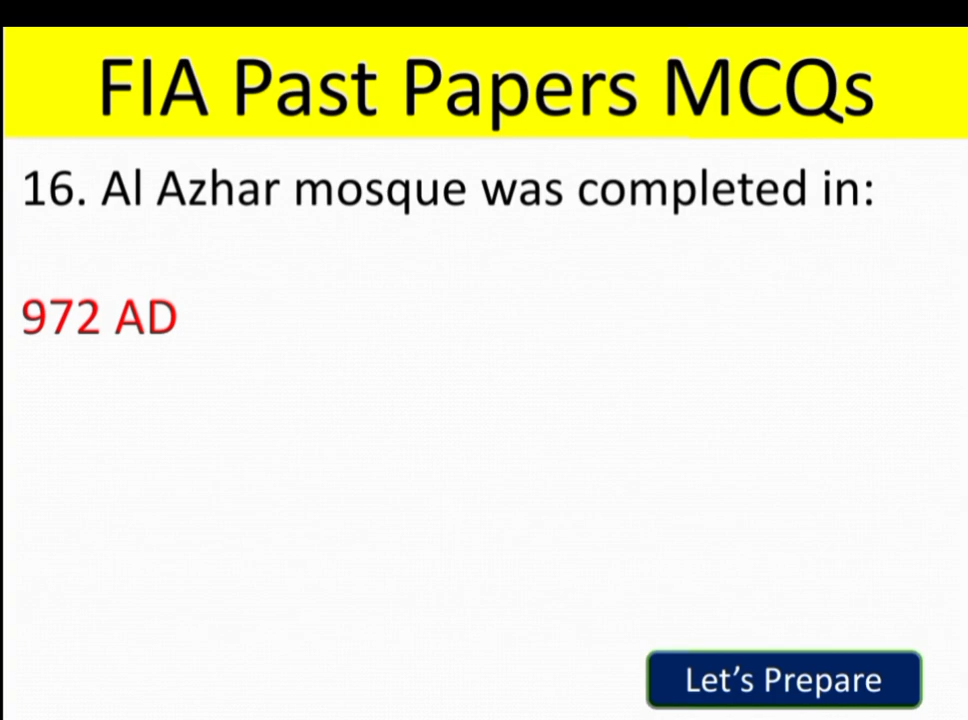 FIA Past Papers MCQs
16. Al Azhar mosque was completed in:
972 AD
Let’s Prepare